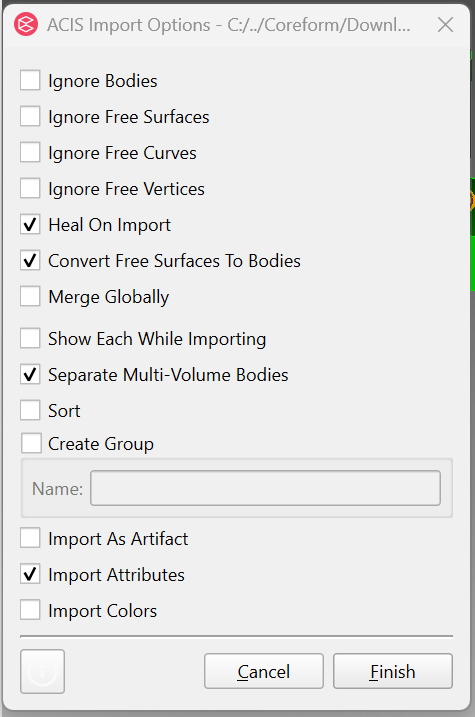 ACIS Import Options - C:/../Coreform/Downl...
Ignore Bodies
Ignore Free Surfaces
Ignore Free Curves
Ignore Free Vertices
Heal On Import
Convert Free Surfaces To Bodies
Merge Globally
Show Each While Importing
Separate Multi-Volume Bodies
Sort
Create Group
Name:
Import As Artifact
Import Attributes
Import Colors
Cancel Finish